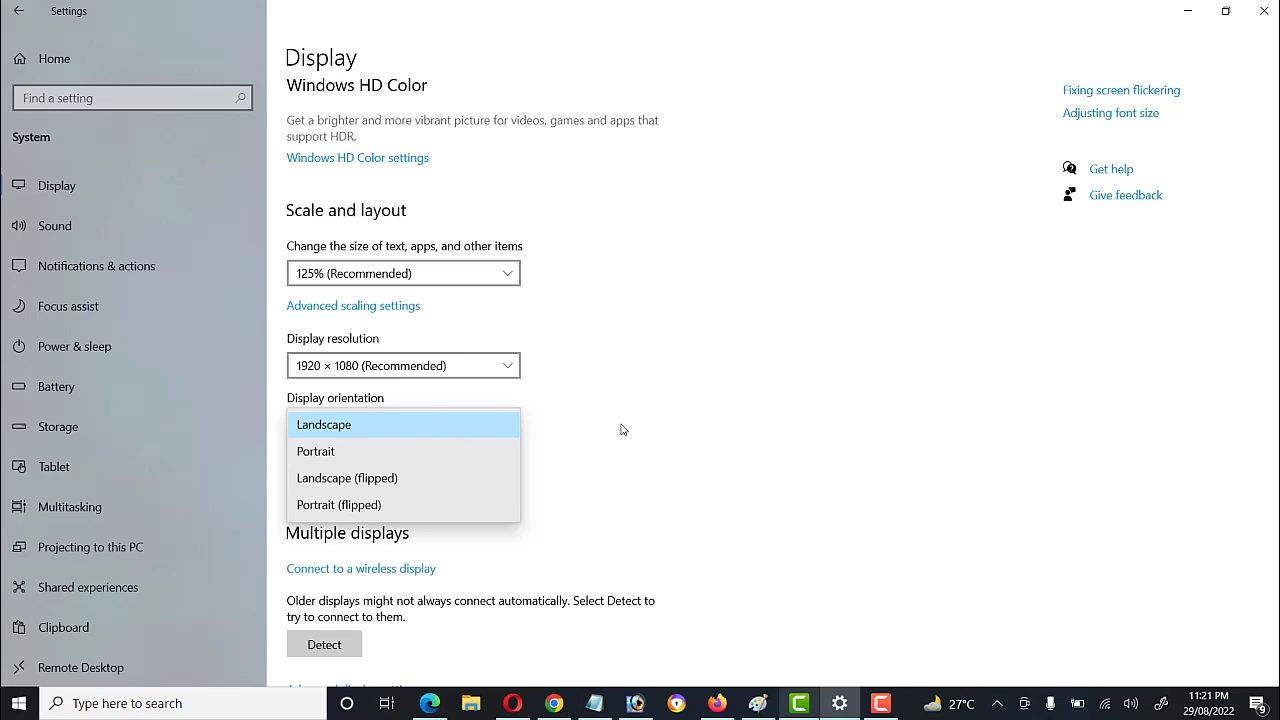 Settings
Home
Find a setting
System
Display
Sound
Notifications & actions
Focus assist
Power & sleep
Battery
Storage
Tablet
Multitasking
Projecting to this PC
Shared experiences
Clipboard
Remote Desktop
Display
Windows HD Color
Get a brighter and more vibrant picture for videos, games and apps that
support HDR.
Windows HD Color settings
Scale and layout
Change the size of text, apps, and other items
125% (Recommended)
Advanced scaling settings
Display resolution
1920 × 1080 (Recommended)
Display orientation
Landscape
Portrait
Landscape (flipped)
Portrait (flipped)
Multiple displays
Connect to a wireless display
Older displays might not always connect automatically. Select Detect to
try to connect to them.
Detect
Fixing screen flickering
Adjusting font size
Get help
Give feedback
Type here to search
27°C
11:21 PM
29/08/2022